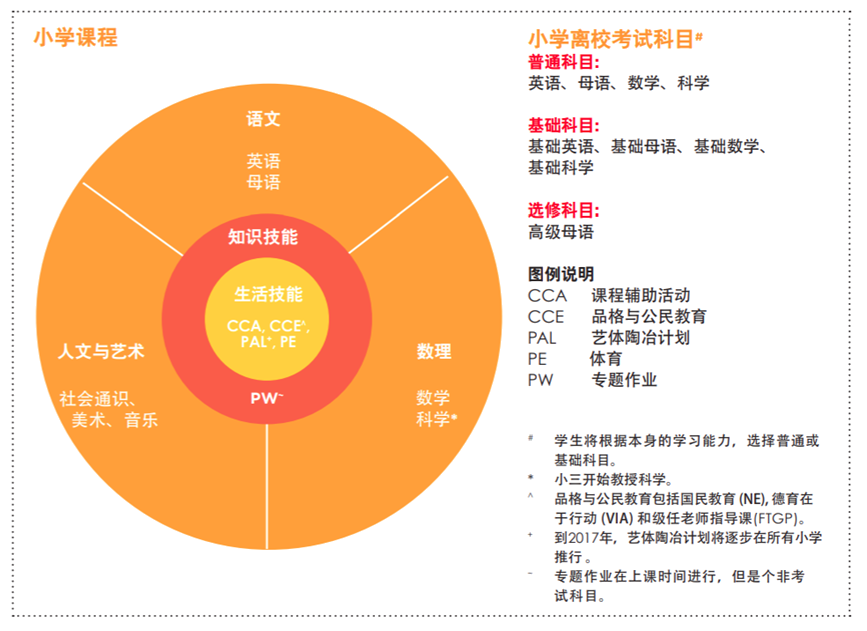 小学课程
语文
英语
母语
知识技能
生活技能
CCA, CCE^,
PAL+, PE
PW~
人文与艺术
社会通识、
美术、音乐
数理
数学
科学*
小学离校考试科目#
普通科目:
英语、母语、数学、科学
基础科目:
基础英语、基础母语、基础数学、
基础科学
选修科目:
高级母语
图例说明
CCA 课程辅助活动
CCE 品格与公民教育
PAL 艺体陶冶计划
PE 体育
PW 专题作业
# 学生将根据本身的学习能力，选择普通或
基础科目。
* 小三开始教授科学。
^ 品格与公民教育包括国民教育 (NE), 德育在
于行动 (VIA) 和级任老师指导课(FTGP)。
+ 到2017年，艺体陶冶计划将逐步在所有小学
推行。
~ 专题作业在上课时间进行，但是个非考
试科目。